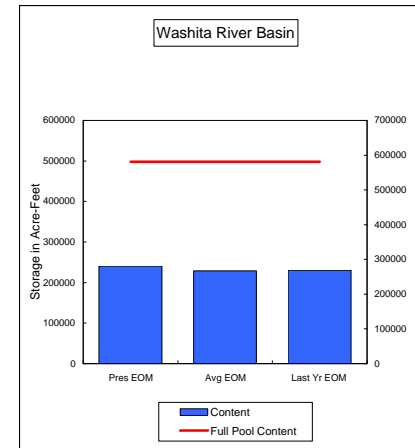 Washita River Basin
Storage in Acre-Feet
600000
500000
400000
300000
200000
100000
0
700000
600000
500000
400000
300000
200000
100000
0
Pres EOM
Avg EOM
Last Yr EOM
Content
Full Pool Content